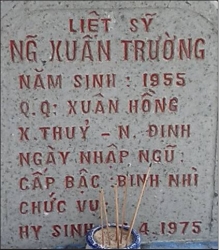 LIỆT SỸ
NG. XUÂN TRƯỜNG
NĂM SINH : 1955
Q.Q: XUÂN HỒNG
X.THUỶ - N. ĐỊNH
NGÀY NHẬP NGŨ
CẤP BẬC BINH NHÌ
CHỨC VỤ
HY SINH 4.1975